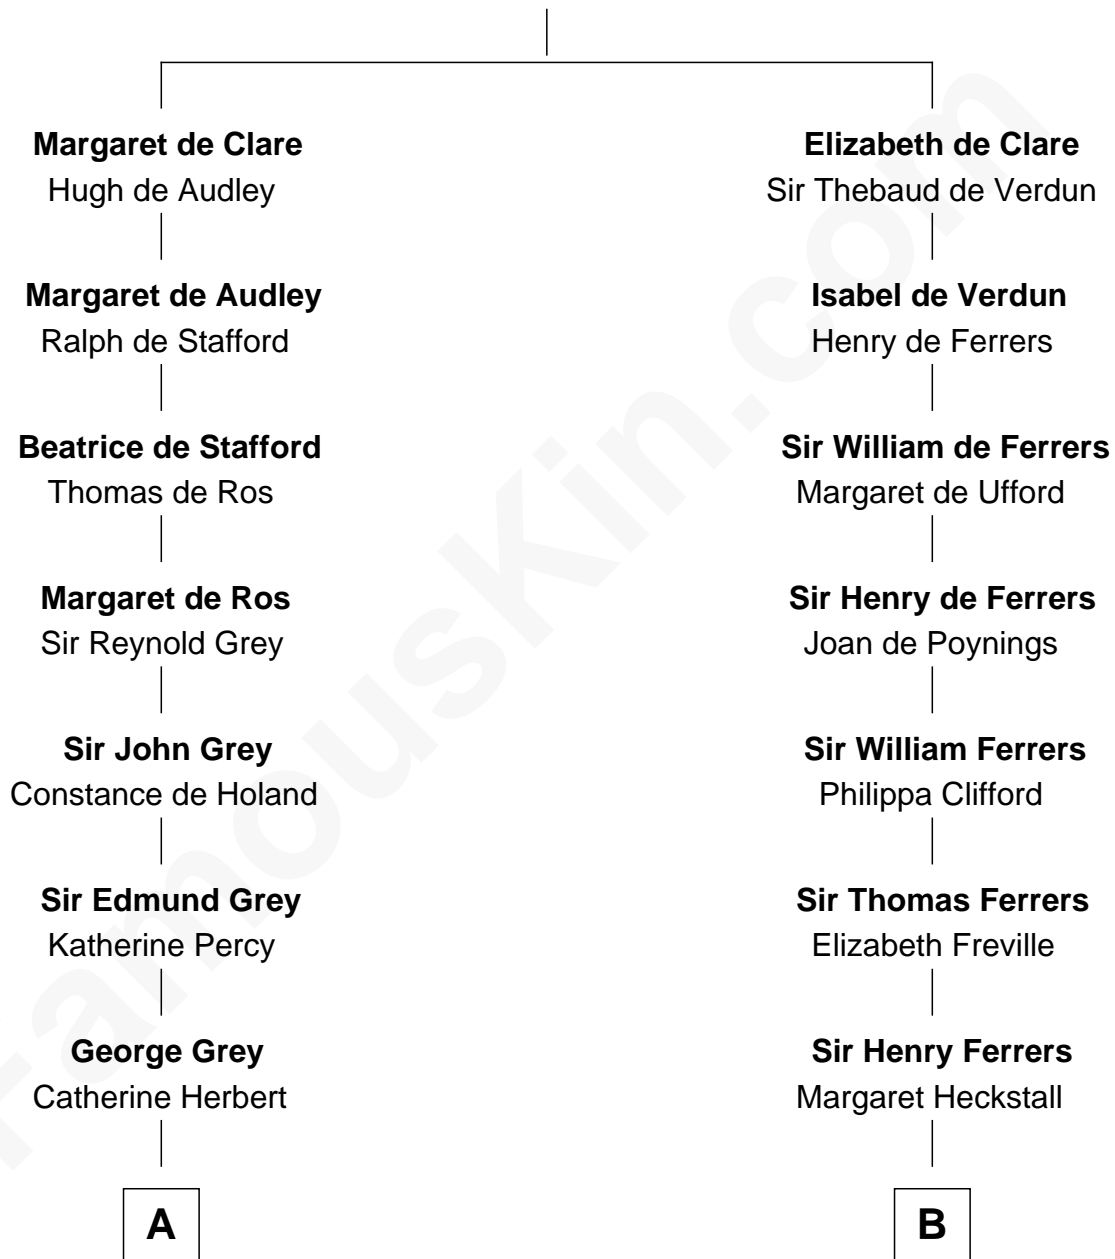 Margaret de Clare
Hugh de Audley
Margaret de Audley
Ralph de Stafford
Beatrice de Stafford
Thomas de Ros
Margaret de Ros
Sir Reynold Grey
Sir John Grey
Constance de Holand
Sir Edmund Grey
Katherine Percy
George Grey
Catherine Herbert
A
Elizabeth de Clare
Sir Thebaud de Verdun
Isabel de Verdun
Henry de Ferrers
Sir William de Ferrers
Margaret de Ufford
Sir Henry de Ferrers
Joan de Poynings
Sir William Ferrers
Philippa Clifford
Sir Thomas Ferrers
Elizabeth Freville
Sir Henry Ferrers
Margaret Heckstall
B
FamousKin.com